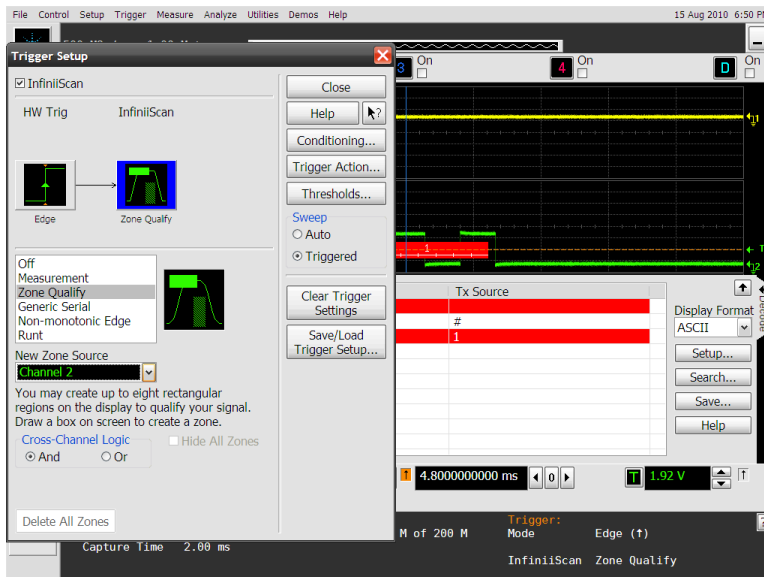 File Control Setup Trigger Measure Analyze Utilities Demos Help
15 Aug 2010 6:50 PM
Trigger Setup
InfiniiScan
HW Trig InfiniiScan
Edge
Zone Qualify
Off
Measurement
Zone Qualify
Generic Serial
Non-monotonic Edge
Runt
New Zone Source
Channel 2
You may create up to eight rectangular
regions on the display to qualify your signal.
Draw a box on screen to create a zone.
Cross-Channel Logic
And Or
Hide All Zones
Delete All Zones
Close
Help
Conditioning...
Trigger Action...
Thresholds...
Sweep
Auto
Triggered
Clear Trigger
Settings
Save/Load
Trigger Setup...
3 On
4 On
D On
1
1
T
2
Tx Source
#
1
Decode
Display Format
ASCII
Setup...
Search...
Save...
Help
4.8000000000 ms
0
T 1.92 V
M of 200 M
Capture Time 2.00 ms
Trigger:
Mode Edge (↑)
InfiniiScan Zone Qualify